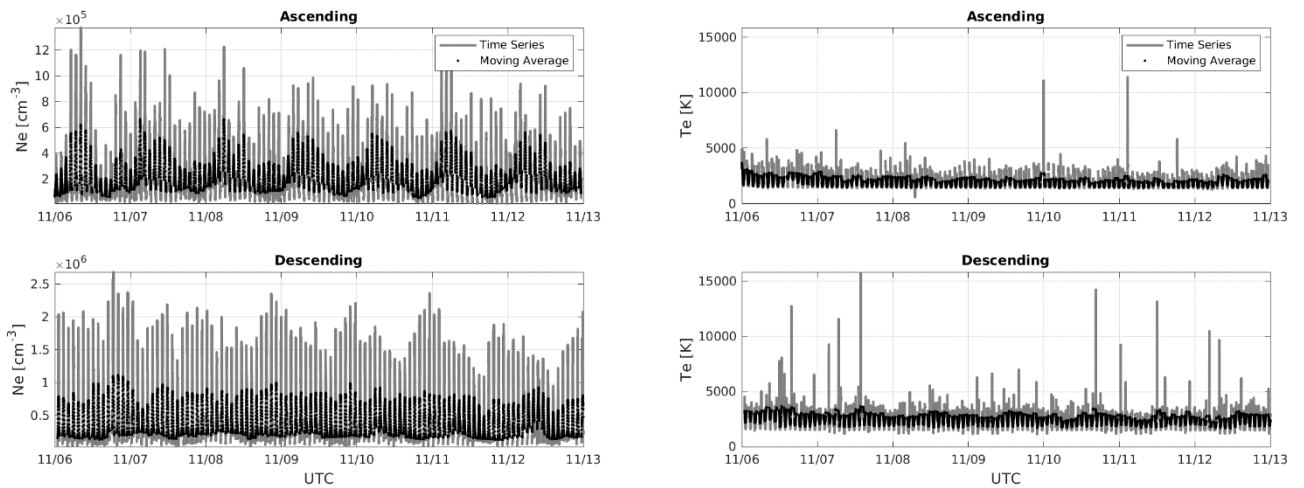 Ascending
×10⁵
12
10
8
6
4
2
Ne [cm⁻³]
Time Series
Moving Average
11/06 11/07 11/08 11/09 11/10 11/11 11/12 11/13
Ascending
15000
10000
5000
0
Te [K]
Time Series
Moving Average
11/06 11/07 11/08 11/09 11/10 11/11 11/12 11/13
Descending
×10⁶
2.5
2
1.5
1
0.5
Ne [cm⁻³]
11/06 11/07 11/08 11/09 11/10 11/11 11/12 11/13
UTC
Descending
15000
10000
5000
0
Te [K]
11/06 11/07 11/08 11/09 11/10 11/11 11/12 11/13
UTC